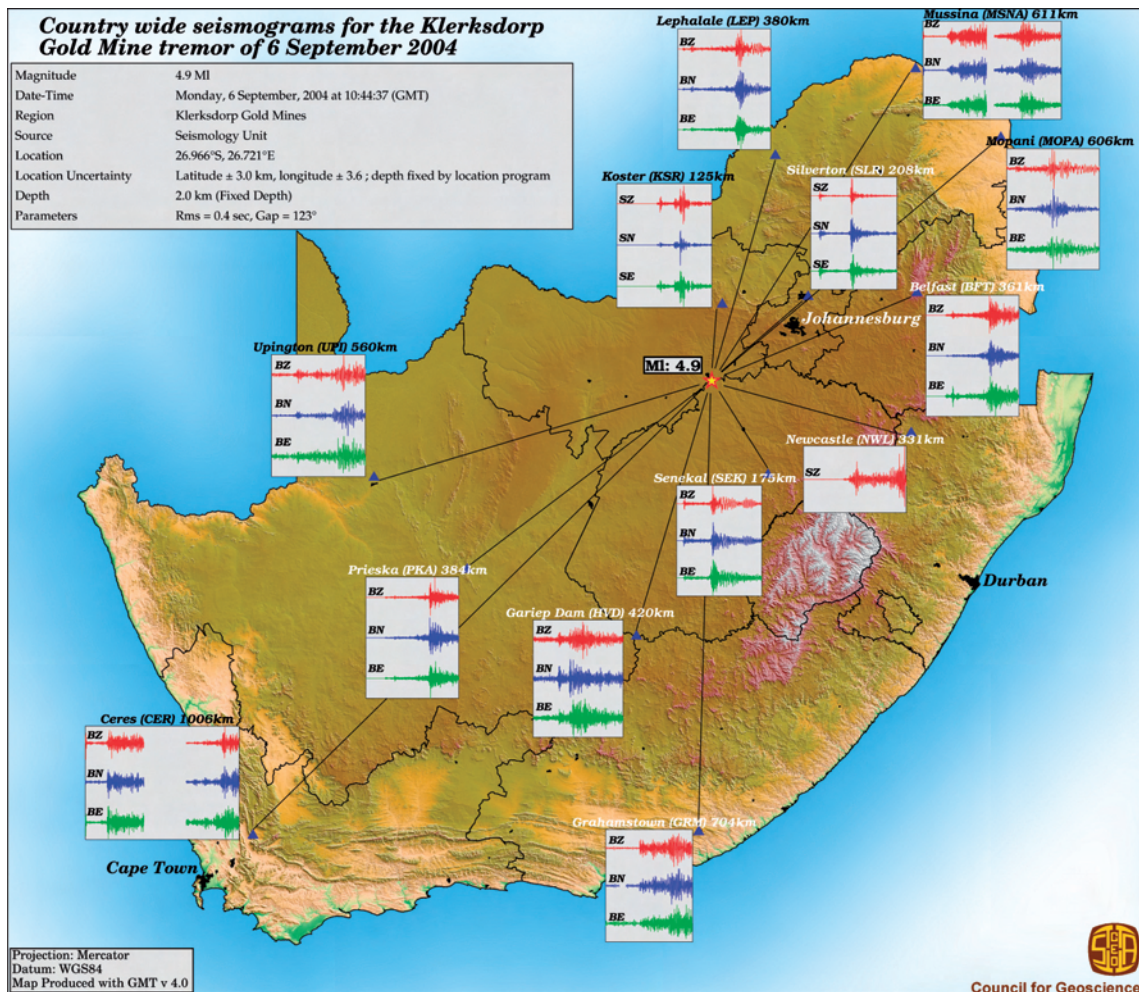 Country wide seismograms for the Klerksdorp
Gold Mine tremor of 6 September 2004
Magnitude 4.9 Ml
Date-Time Monday, 6 September, 2004 at 10:44:37 (GMT)
Region Klerksdorp Gold Mines
Source Seismology Unit
Location 26.966°S, 26.721°E
Location Uncertainty Latitude ± 3.0 km, longitude ± 3.6 ; depth fixed by location program
Depth 2.0 km (Fixed Depth)
Parameters Rms = 0.4 sec, Gap = 123°
Lephalale (LEP) 380km
BZ
BN
BE
Mussina (MSNA) 611km
BZ
BN
BE
Mopani (MOPA) 606km
BZ
BN
BE
Silverton (SLR) 208km
SZ
SN
SE
Koster (KSR) 125km
SZ
SN
SE
Belfast (BFT) 361km
BZ
BN
BE
Johannesburg
Upington (UPI) 560km
BZ
BN
BE
Ml: 4.9
Newcastle (NWL) 331km
SZ
Senekal (SEK) 175km
BZ
BN
BE
Prieska (PKA) 384km
BZ
BN
BE
Durban
Gariep Dam (HVD) 420km
BZ
BN
BE
Ceres (CER) 1006km
BZ
BN
BE
Grahamstown (GRM) 704km
BZ
BN
BE
Cape Town
Projection: Mercator
Datum: WGS84
Map Produced with GMT v 4.0
Council for Geoscience